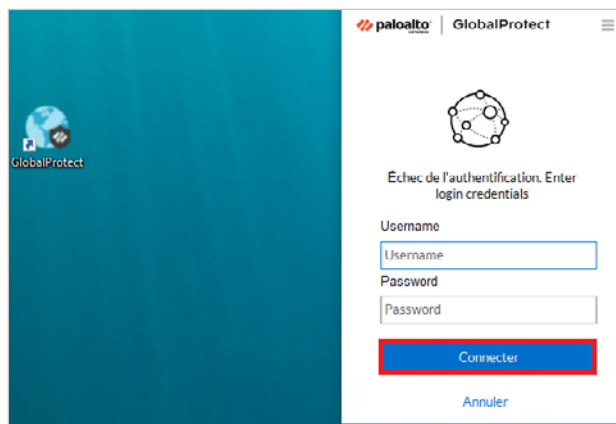 paloalto GlobalProtect
NETWORKS
GlobalProtect
Échec de l'authentification. Enter
login credentials
Username
Username
Password
Password
Connecter
Annuler